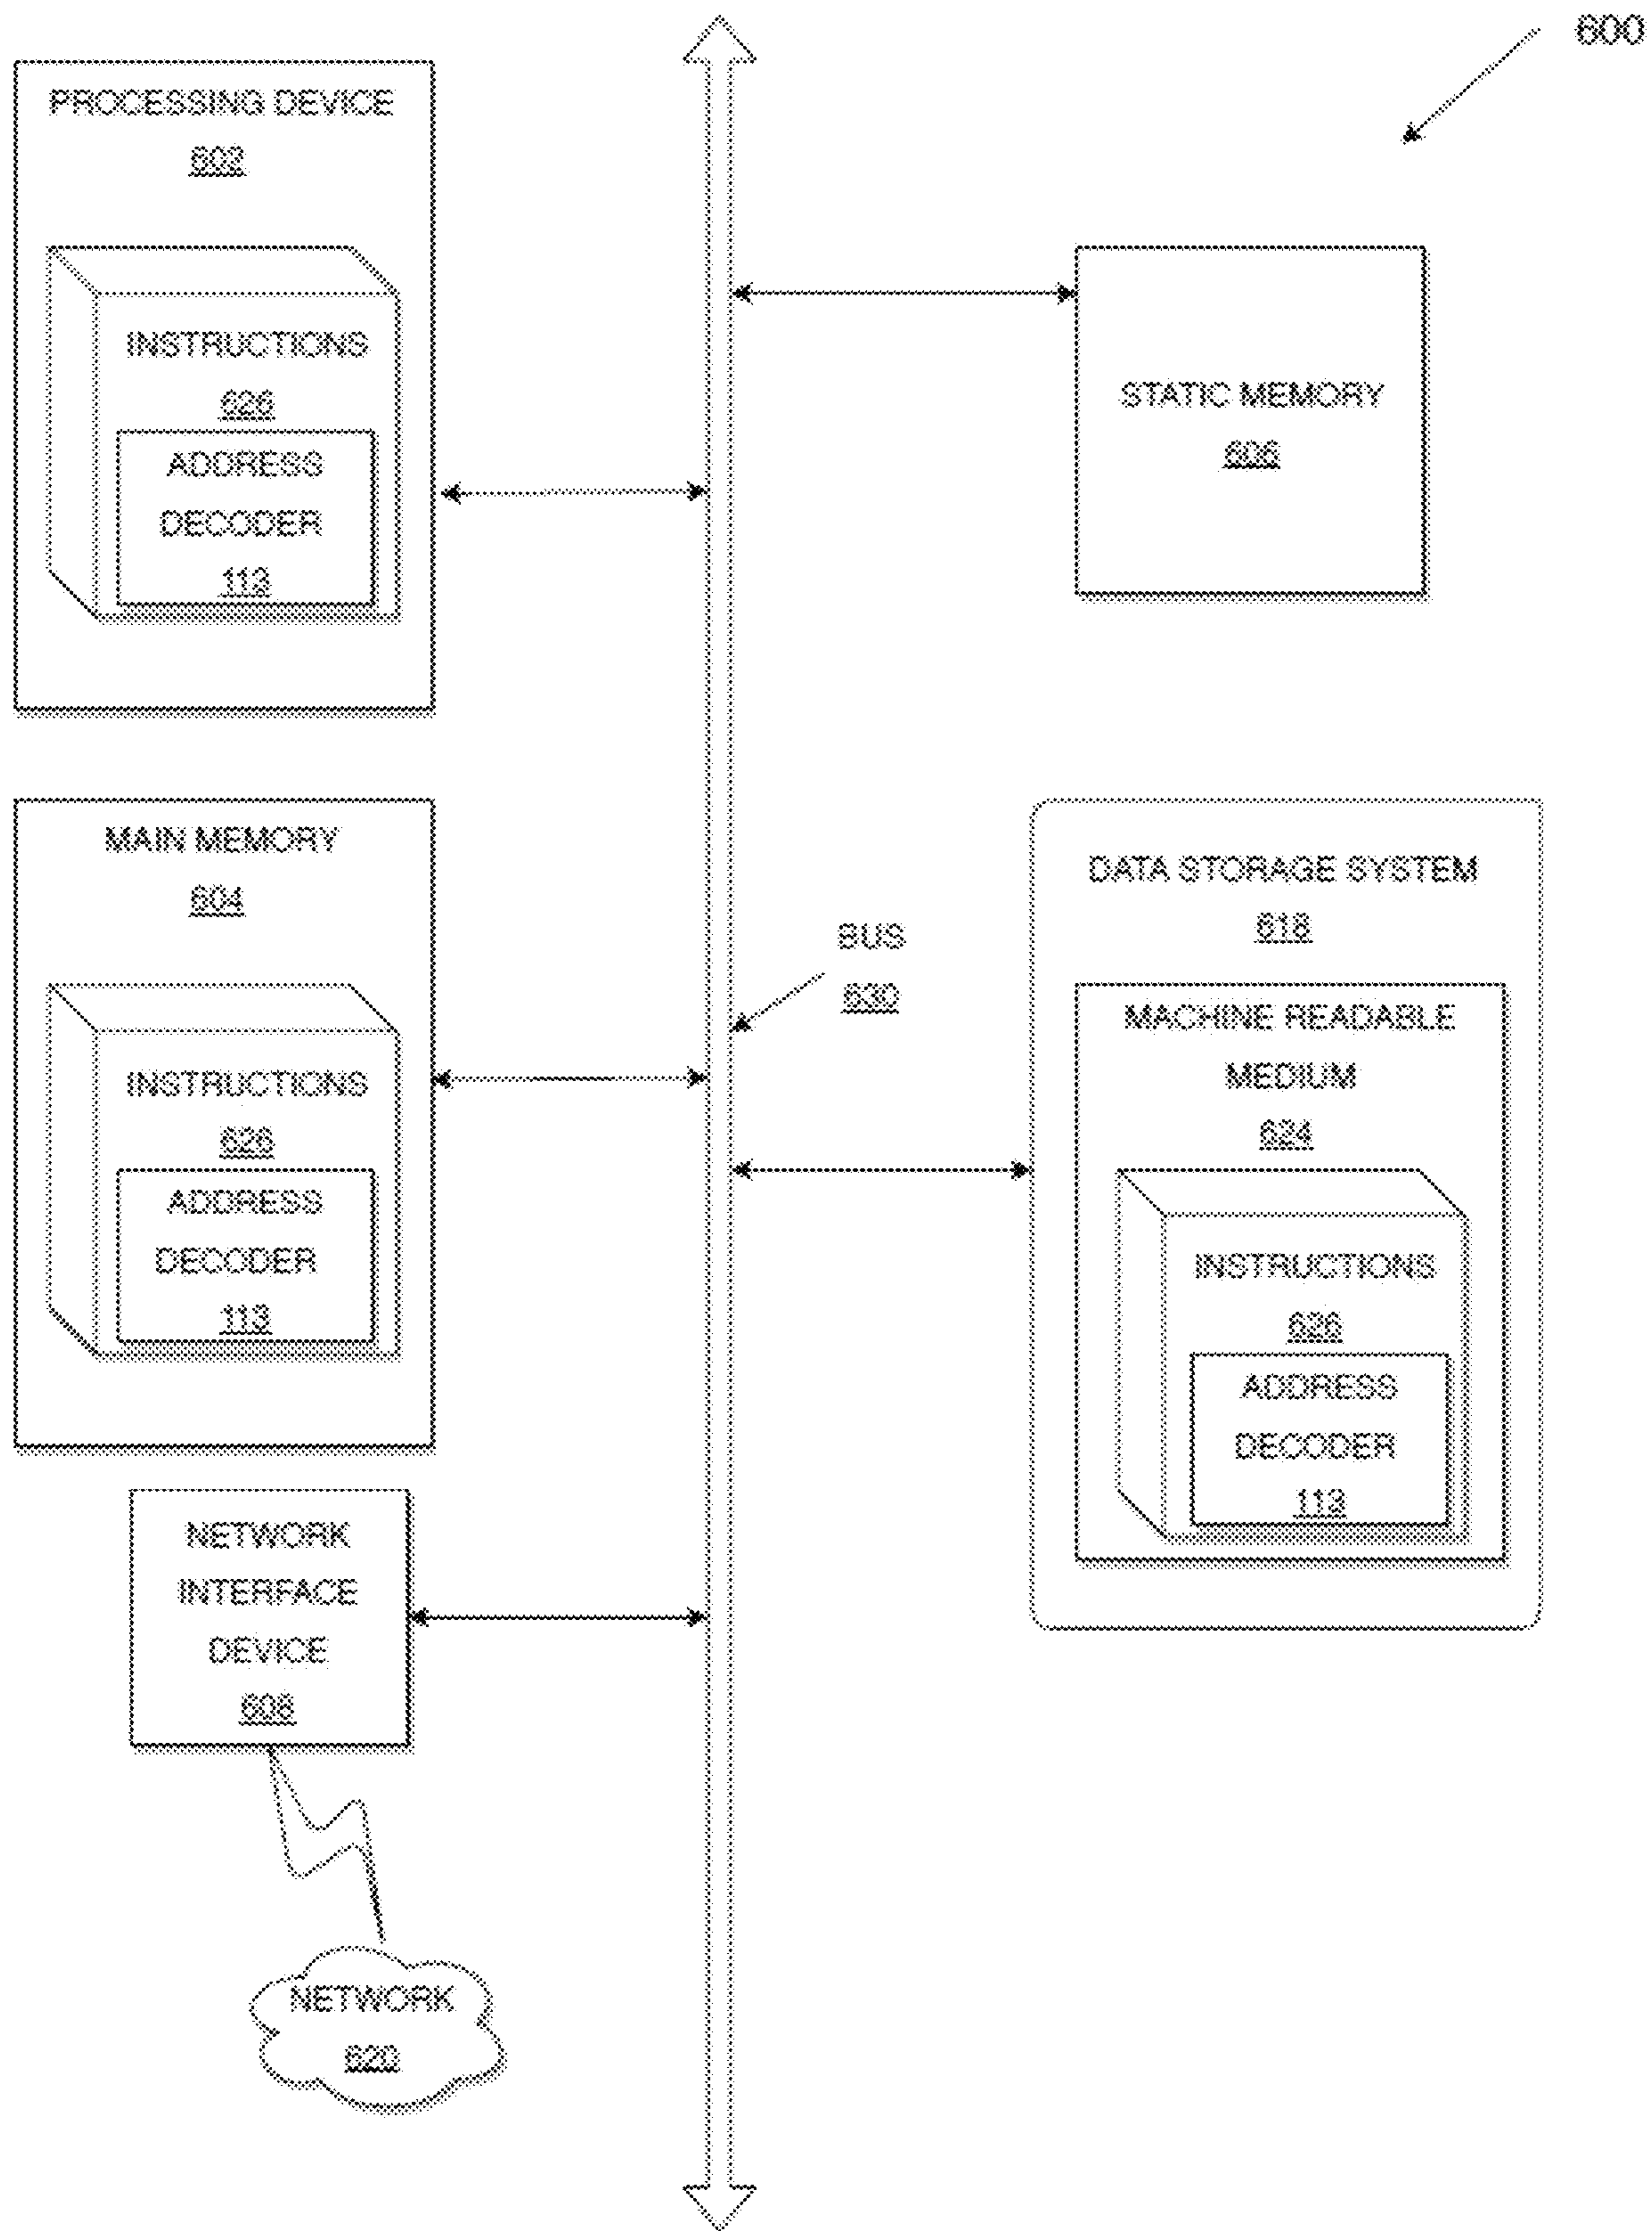 600
PROCESSING DEVICE
602
INSTRUCTIONS
626
ADDRESS
DECODER
113
STATIC MEMORY
606
MAIN MEMORY
604
INSTRUCTIONS
626
ADDRESS
DECODER
113
BUS
630
DATA STORAGE SYSTEM
618
MACHINE READABLE
MEDIUM
624
INSTRUCTIONS
626
ADDRESS
DECODER
113
NETWORK
INTERFACE
DEVICE
608
NETWORK
620